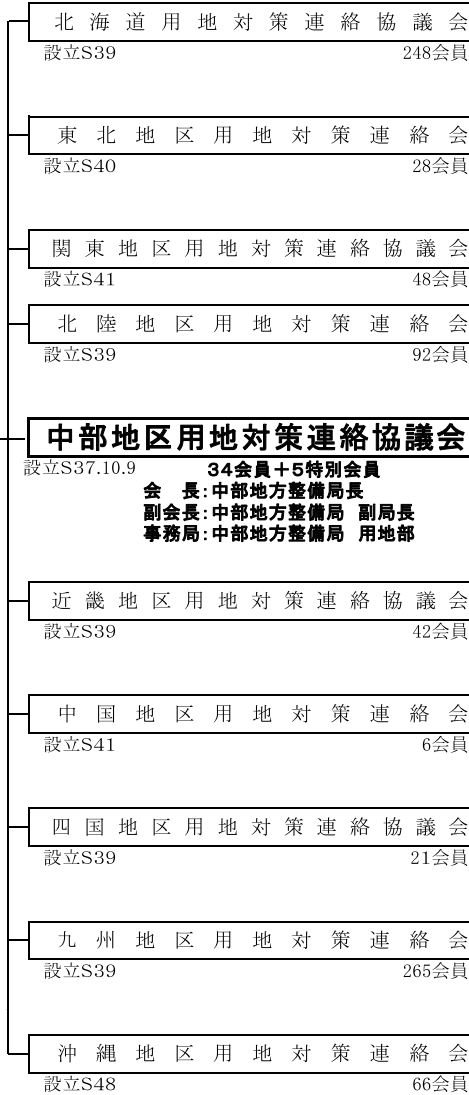 北海道用地対策連絡協議会
設立S39 248会員
東北地区用地対策連絡会
設立S40 28会員
関東地区用地対策連絡協議会
設立S41 48会員
北陸地区用地対策連絡会
設立S39 92会員
中部地区用地対策連絡協議会
設立S37.10.9 34会員＋5特別会員
会　長：中部地方整備局長
副会長：中部地方整備局　副局長
事務局：中部地方整備局　用地部
近畿地区用地対策連絡協議会
設立S39 42会員
中国地区用地対策連絡会
設立S41 6会員
四国地区用地対策連絡協議会
設立S39 21会員
九州地区用地対策連絡会
設立S39 265会員
沖縄地区用地対策連絡会
設立S48 66会員